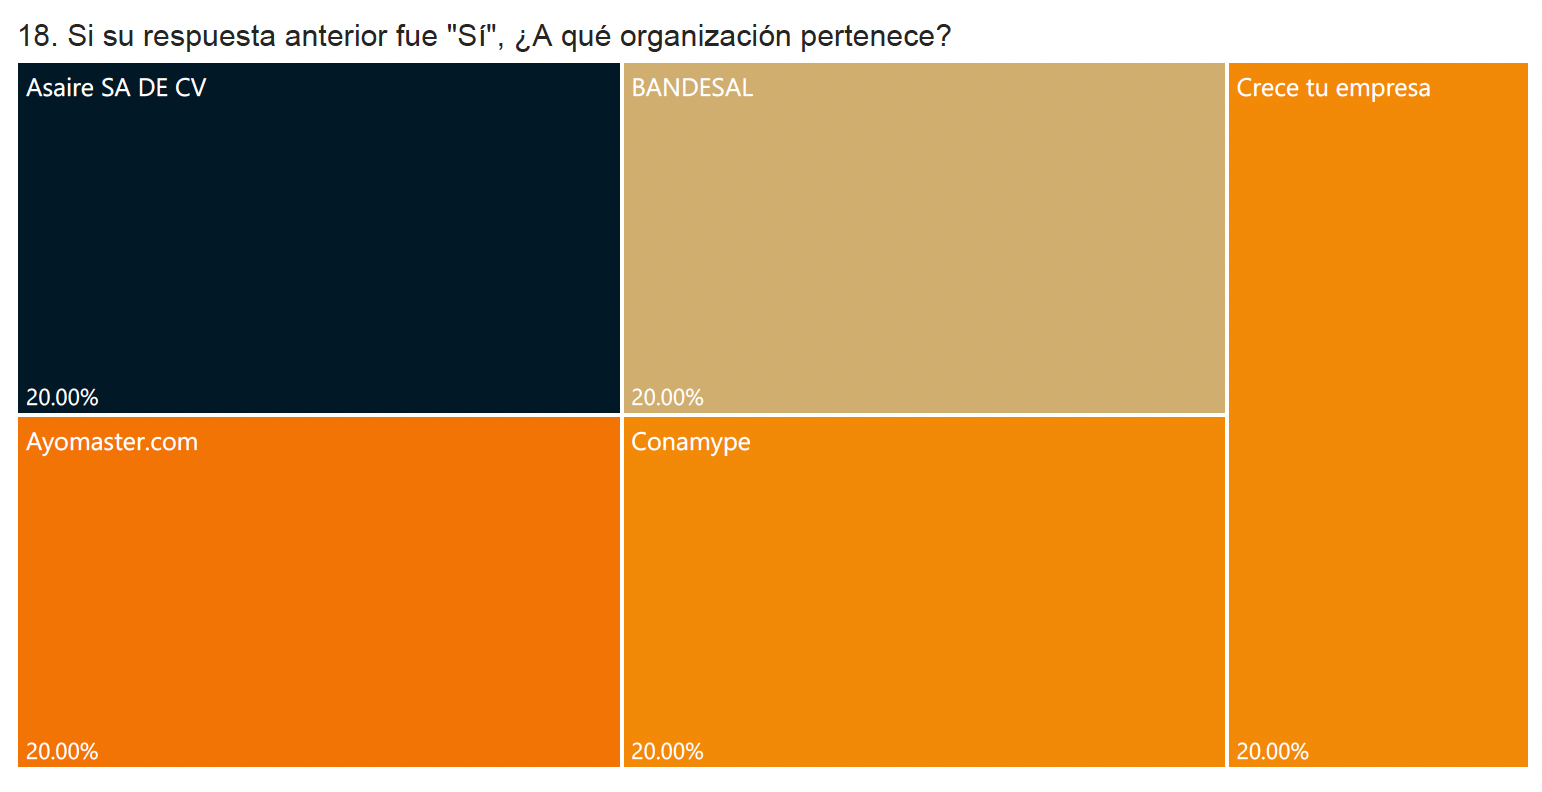 18. Si su respuesta anterior fue "Sí", ¿A qué organización pertenece?
Asaire SA DE CV
20.00%
BANDESAL
20.00%
Crece tu empresa
20.00%
Ayomaster.com
20.00%
Conamype
20.00%